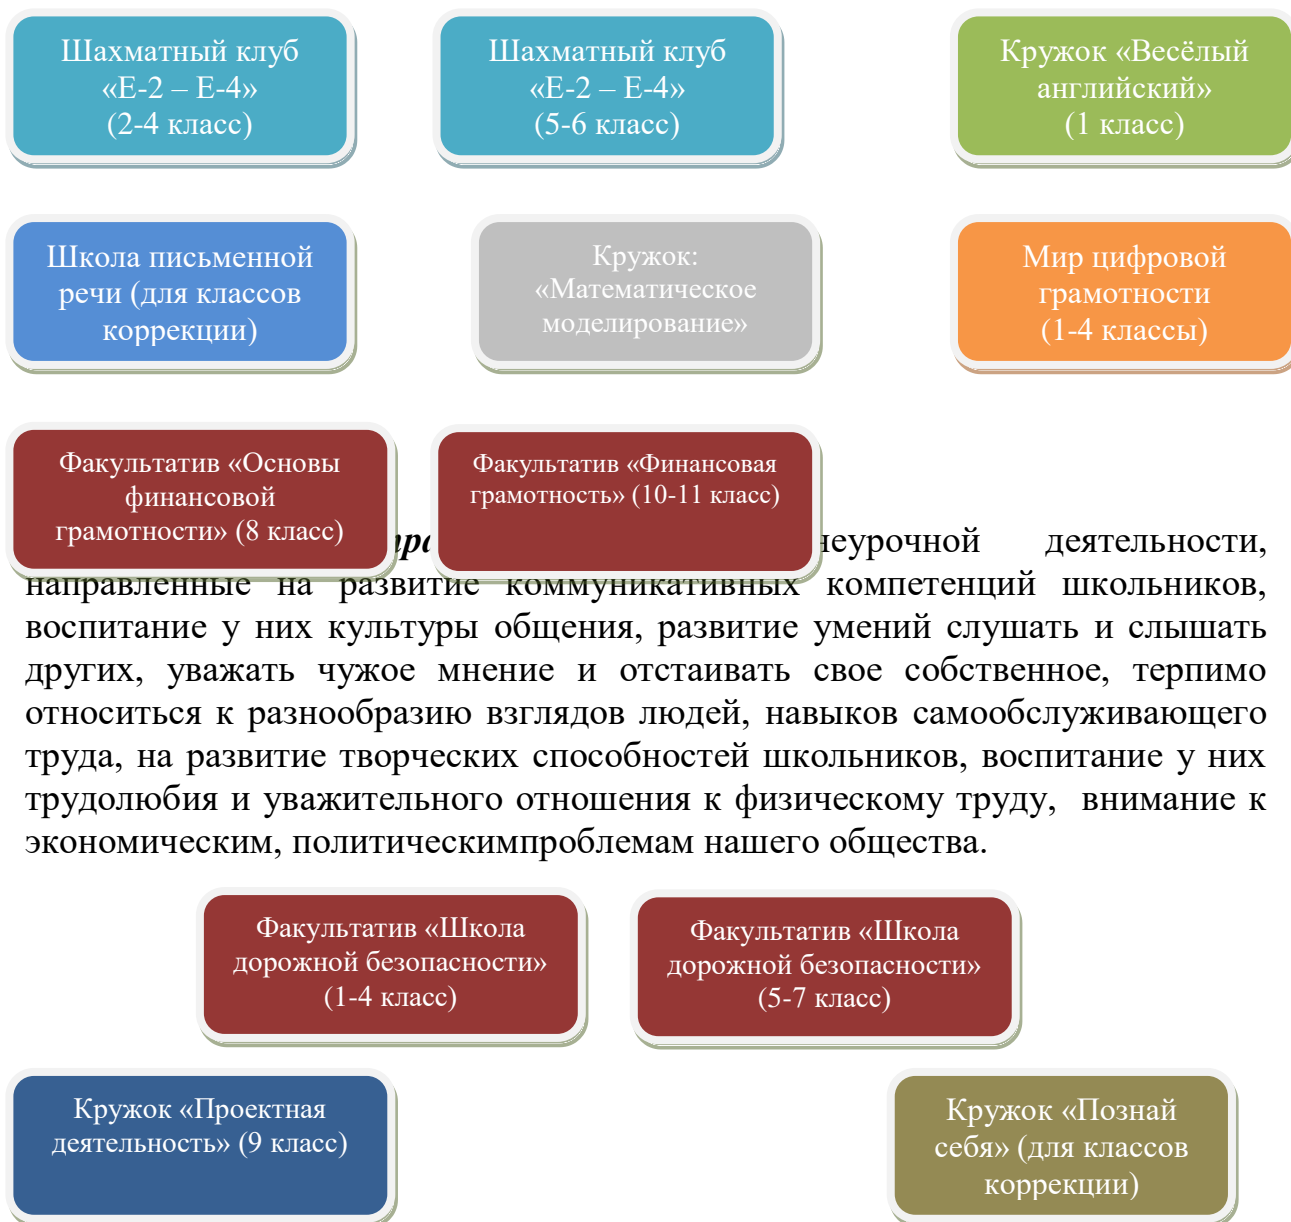 Шахматный клуб
«Е-2 – Е-4»
(2-4 класс)
Шахматный клуб
«Е-2 – Е-4»
(5-6 класс)
Кружок «Весёлый
английский»
(1 класс)
Школа письменной
речи (для классов
коррекции)
Кружок:
«Математическое
моделирование»
Мир цифровой
грамотности
(1-4 классы)
Факультатив «Основы
финансовой
грамотности» (8 класс)
Факультатив «Финансовая
грамотность» (10-11 класс)
деятельности,
направленные на развитие коммуникативных компетенций школьников,
воспитание у них культуры общения, развитие умений слушать и слышать
других, уважать чужое мнение и отстаивать свое собственное, терпимо
относиться к разнообразию взглядов людей, навыков самообслуживающего
труда, на развитие творческих способностей школьников, воспитание у них
трудолюбия и уважительного отношения к физическому труду, внимание к
экономическим, политическимпроблемам нашего общества.
Факультатив «Школа
дорожной безопасности»
(1-4 класс)
Факультатив «Школа
дорожной безопасности»
(5-7 класс)
Кружок «Проектная
деятельность» (9 класс)
Кружок «Познай
себя» (для классов
коррекции)